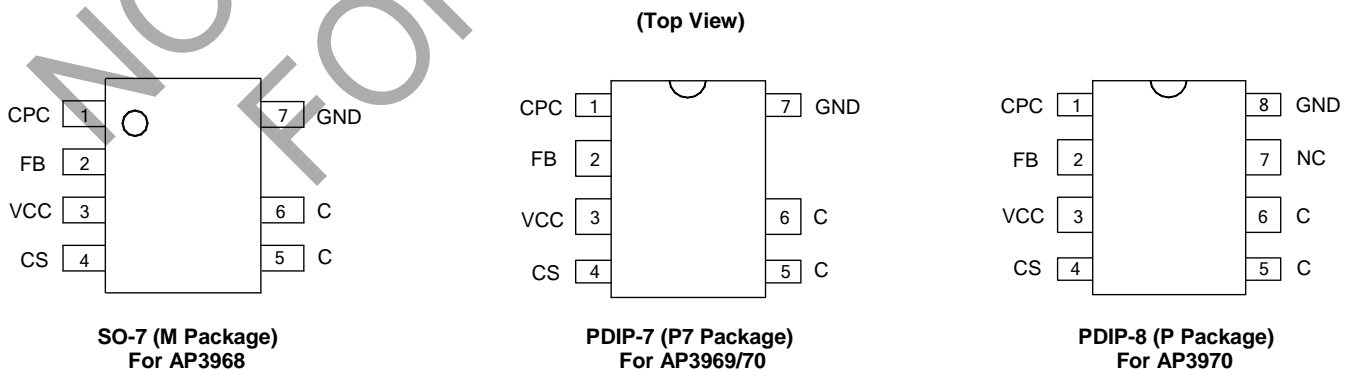 (Top View)
CPC 1 7 GND
FB 2
VCC 3 6 C
CS 4 5 C
SO-7 (M Package)
For AP3968
CPC 1 7 GND
FB 2
VCC 3 6 C
CS 4 5 C
PDIP-7 (P7 Package)
For AP3969/70
CPC 1 8 GND
FB 2 7 NC
VCC 3 6 C
CS 4 5 C
PDIP-8 (P Package)
For AP3970